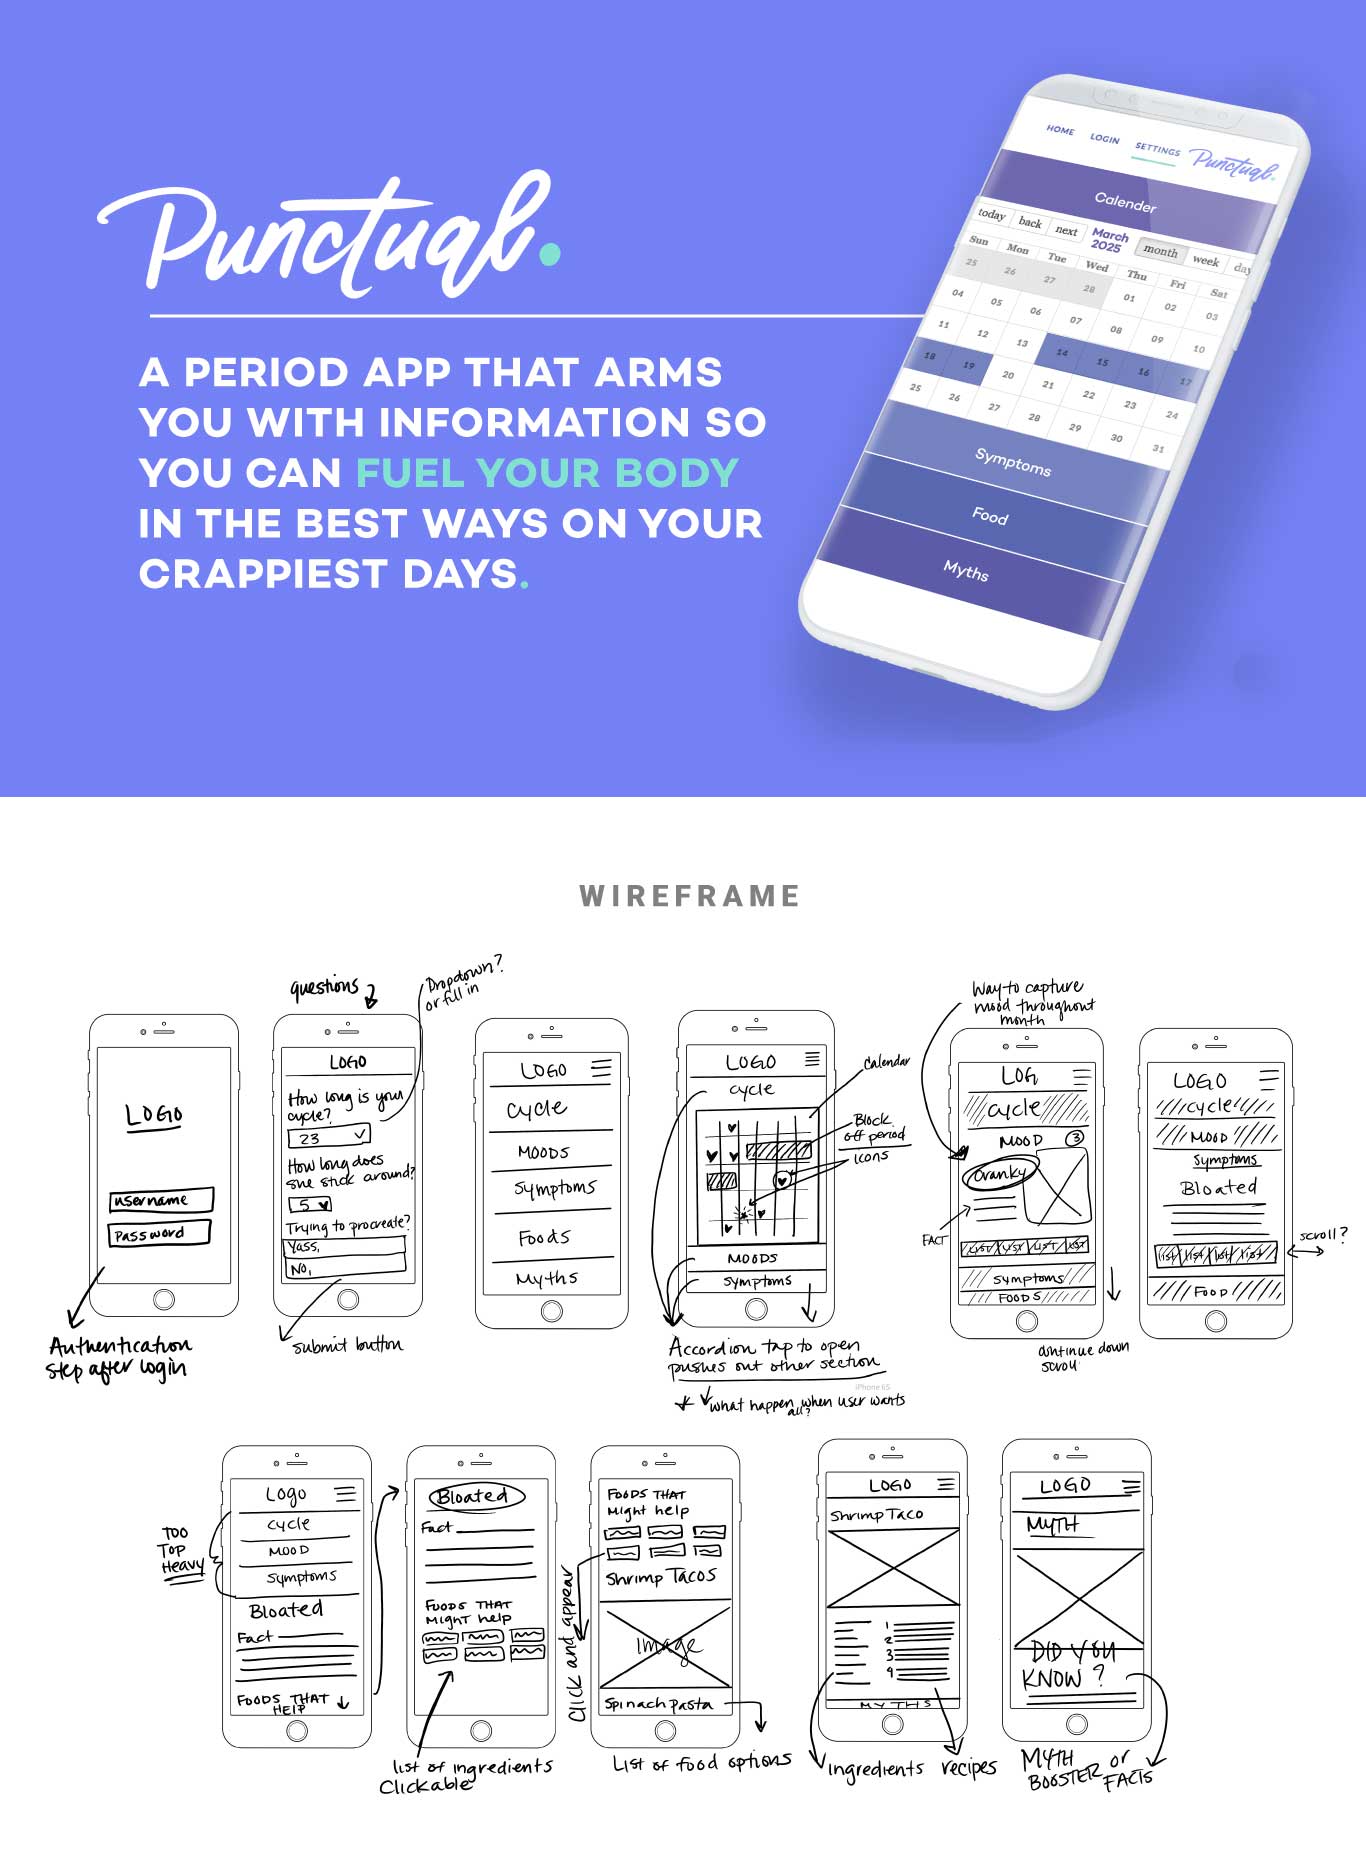 HOME LOGIN SETTINGS Punctual.
Calender
today back next March 2025 month week day
Sun Mon Tue Wed Thu Fri Sat
25 26 27 28 01 02 03
04 05 06 07 08 09 10
11 12 13 14 15 16 17
18 19 20 21 22 23 24
25 26 27 28 29 30 31
Symptoms
Food
Myths
Punctual.
A PERIOD APP THAT ARMS
YOU WITH INFORMATION SO
YOU CAN FUEL YOUR BODY
IN THE BEST WAYS ON YOUR
CRAPPIEST DAYS.
WIREFRAME
LOGO
username
password
Authentication
step after login
questions
Dropdown?
or fill in
LOGO
How long is your
cycle?
23
How long does
she stick around?
5
Trying to procreate?
Yass,
No,
submit button
LOGO
cycle
MOODS
symptoms
Foods
Myths
LOGO
cycle
calendar
Block
off period
icons
MOODS
symptoms
Accordion tap to open
pushes out other section
iPhone 6S
what happen when user wants
all?
Way to capture
mood throughout
month
LOG
cycle
MOOD 3
Cranky
FACT
LIST LIST LIST LIST
symptoms
FOODS
continue down
scroll
LOGO
cycle
MOOD
symptoms
Bloated
list list list list
scroll?
FOOD
TOO
TOP
Heavy
Logo
cycle
MOOD
symptoms
Bloated
Fact
FOODS THAT
HELP
Bloated
Fact
FOODS THAT
Might help
list of ingredients
Clickable
Click and appear
FOODS THAT
Might help
Shrimp Tacos
Image
Spinach pasta
List of food options
LOGO
Shrimp Taco
1
2
3
4
MYTHS
ingredients recipes
LOGO
MYTH
DID YOU
KNOW?
MYTH
BOOSTER or
FACTS